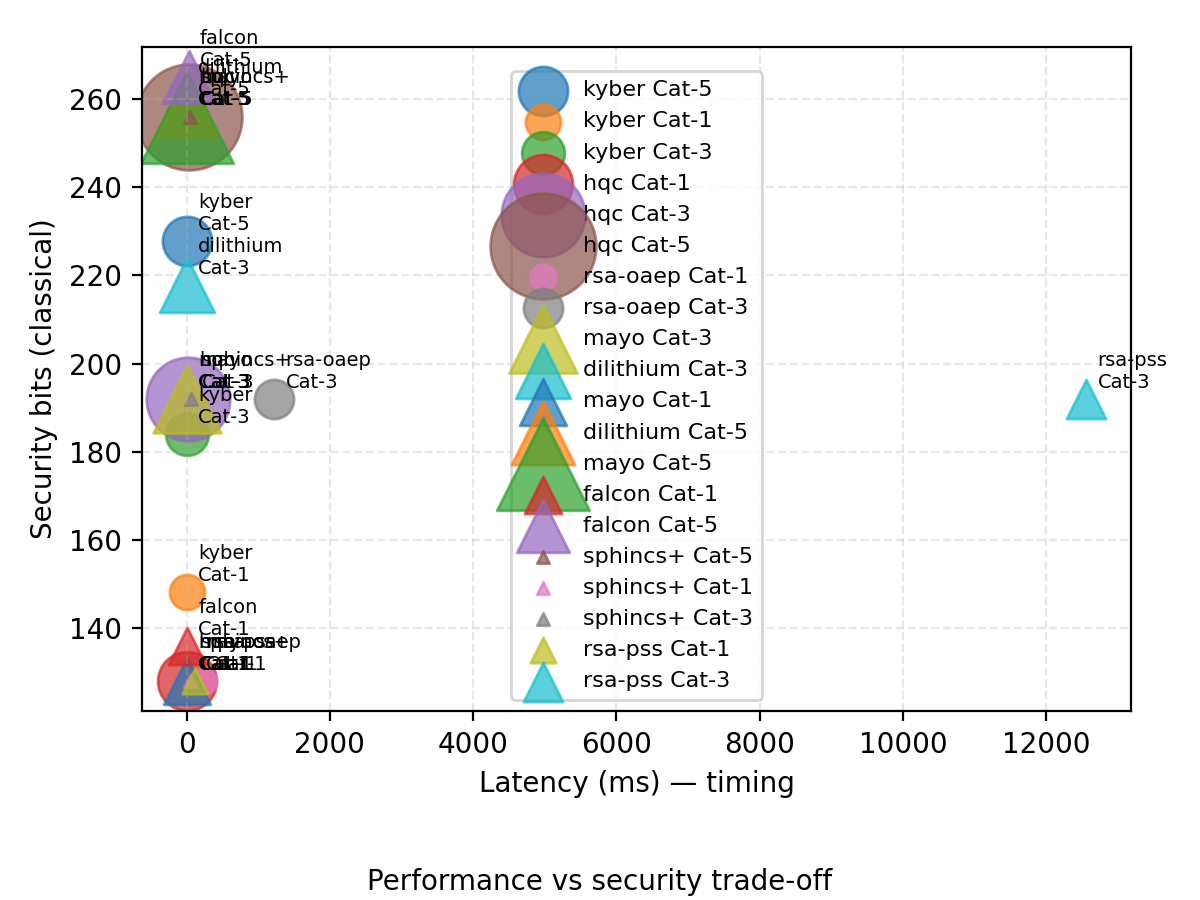 falcon
Cat-5
dilithium
Cat-5
260
240
220
200
180
160
140
Security bits (classical)
kyber
Cat-5
dilithium
Cat-3
rsa-oaep
Cat-3
kyber
Cat-3
rsa-pss
Cat-3
kyber
Cat-1
falcon
Cat-1
kyber Cat-5
kyber Cat-1
kyber Cat-3
hqc Cat-1
hqc Cat-3
hqc Cat-5
rsa-oaep Cat-1
rsa-oaep Cat-3
mayo Cat-3
dilithium Cat-3
mayo Cat-1
dilithium Cat-5
mayo Cat-5
falcon Cat-1
falcon Cat-5
sphincs+ Cat-5
sphincs+ Cat-1
sphincs+ Cat-3
rsa-pss Cat-1
rsa-pss Cat-3
0 2000 4000 6000 8000 10000 12000
Latency (ms) — timing
Performance vs security trade-off